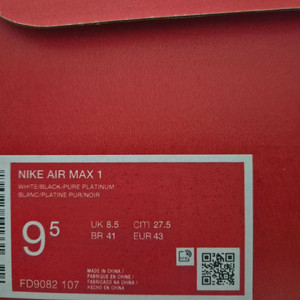 NIKE AIR MAX 1
WHITE/BLACK-PURE PLATINUM
BLANC/PLATINE PUR/NOIR
9⁵
UK 8.5 cm 27.5
BR 41 EUR 43
MADE IN CHINA /
FABRIQUE EN CHINE /
FABRICADO NA CHINA /
HECHO EN CHINA
FD9082 107